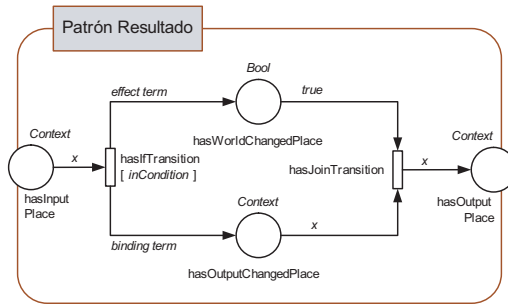 Patrón Resultado
Bool
effect term
true
hasWorldChangedPlace
Context
x
hasIfTransition
[ inCondition ]
hasInput
Place
hasJoinTransition
x
Context
hasOutput
Place
Context
binding term
x
hasOutputChangedPlace